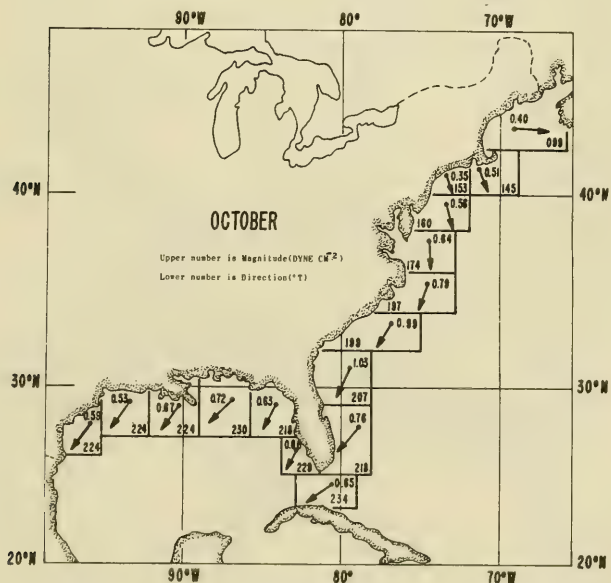 90°W 80° 70°W
0.40
099
0.35 0.51
153 145
40°N 40°N
0.56
160
OCTOBER
0.64
Upper number is Magnitude(DYNE CM⁻²)
Lower number is Direction(°T)
174
0.79
197
0.99
199
1.05
30°N 30°N
207
0.59 0.53 0.67 0.72 0.63 0.76
224 224 224 230 218
229 218
0.65
234
20°N 20°N
90°W 80° 70°W